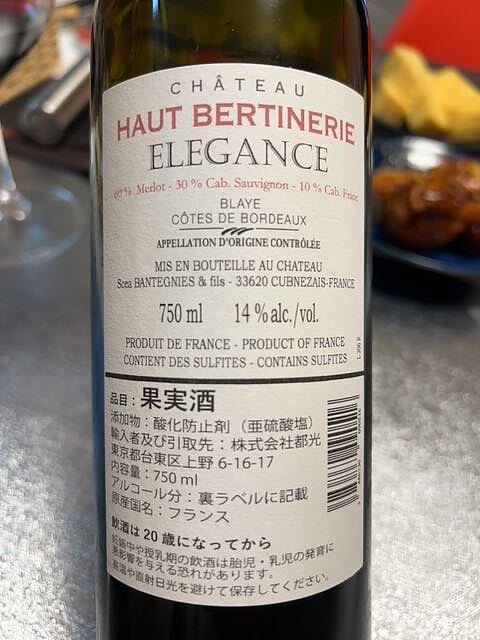 CHÂTEAU
HAUT BERTINERIE
ELEGANCE
60 % Merlot - 30 % Cab. Sauvignon - 10 % Cab. Franc
BLAYE
CÔTES DE BORDEAUX
APPELLATION D'ORIGINE CONTRÔLÉE
MIS EN BOUTEILLE AU CHATEAU
Scea BANTEGNIES & fils - 33620 CUBNEZAIS-FRANCE
750 ml 14 % alc./vol.
PRODUIT DE FRANCE - PRODUCT OF FRANCE
CONTIENT DES SULFITES - CONTAINS SULFITES
品目：果実酒
添加物：酸化防止剤（亜硫酸塩）
輸入者及び引取先：株式会社都光
東京都台東区上野 6-16-17
内容量：750 ml
アルコール分：裏ラベルに記載
原産国名：フランス
飲酒は20歳になってから
妊娠中や授乳期の飲酒は胎児・乳児の発育に
悪影響を与える恐れがあります。
高温や直射日光を避けて保存してください。